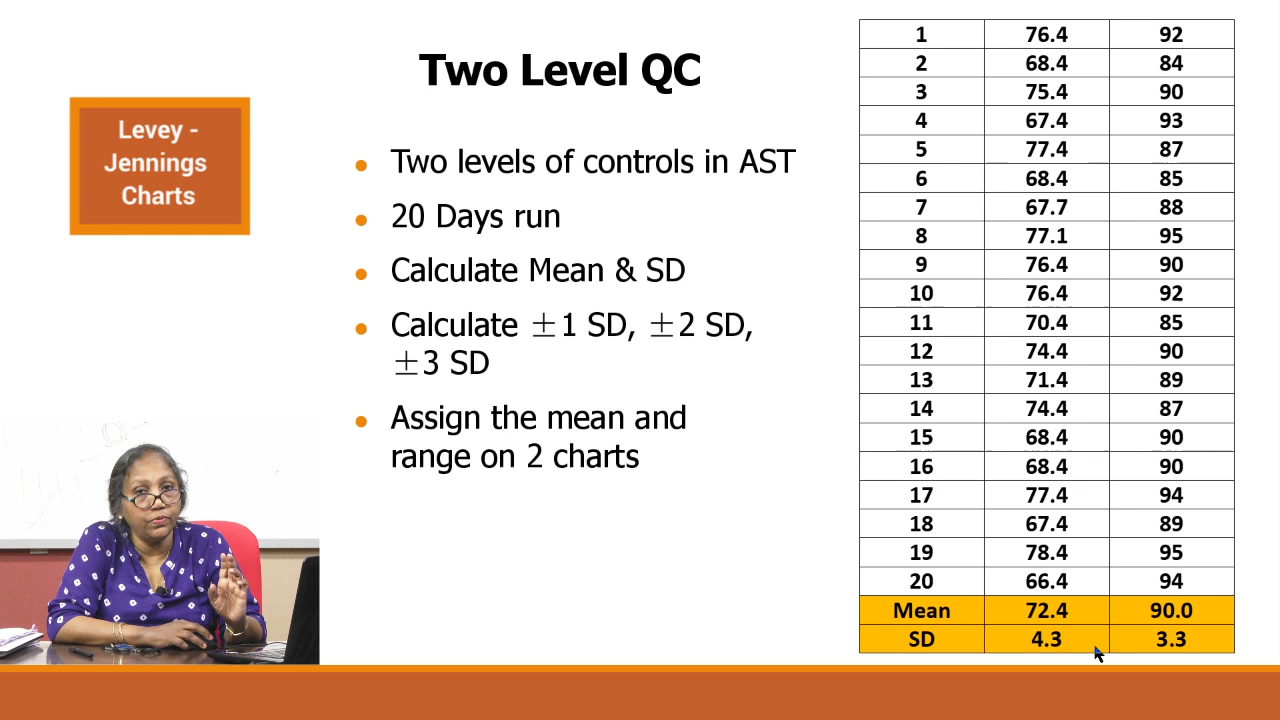 Two Level QC
Levey -
Jennings
Charts
● Two levels of controls in AST
● 20 Days run
● Calculate Mean & SD
● Calculate ±1 SD, ±2 SD,
±3 SD
● Assign the mean and
range on 2 charts
1 76.4 92
2 68.4 84
3 75.4 90
4 67.4 93
5 77.4 87
6 68.4 85
7 67.7 88
8 77.1 95
9 76.4 90
10 76.4 92
11 70.4 85
12 74.4 90
13 71.4 89
14 74.4 87
15 68.4 90
16 68.4 90
17 77.4 94
18 67.4 89
19 78.4 95
20 66.4 94
Mean 72.4 90.0
SD 4.3 3.3